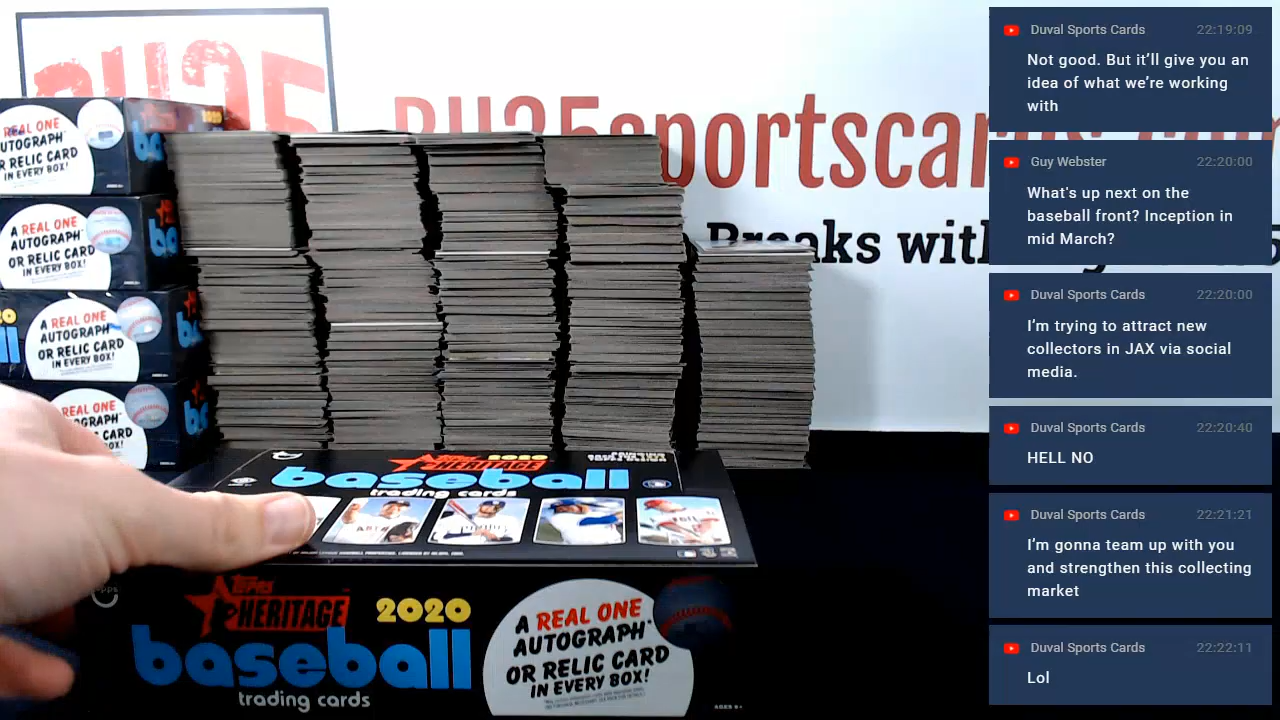 BU35
BU35sportscards.com
Breaks with
A REAL ONE
AUTOGRAPH
OR RELIC CARD
IN EVERY BOX!
A REAL ONE
AUTOGRAPH
OR RELIC CARD
IN EVERY BOX!
A REAL ONE
AUTOGRAPH
OR RELIC CARD
IN EVERY BOX!
REAL ONE
CARD
2020
HERITAGE
baseball
trading cards
Topps
HERITAGE 2020
baseball
trading cards
A REAL ONE
AUTOGRAPH
OR RELIC CARD
IN EVERY BOX!
AGES 9+
Duval Sports Cards 22:19:09
Not good. But it’ll give you an
idea of what we’re working
with
Guy Webster 22:20:00
What's up next on the
baseball front? Inception in
mid March?
Duval Sports Cards 22:20:00
I’m trying to attract new
collectors in JAX via social
media.
Duval Sports Cards 22:20:40
HELL NO
Duval Sports Cards 22:21:21
I’m gonna team up with you
and strengthen this collecting
market
Duval Sports Cards 22:22:11
Lol